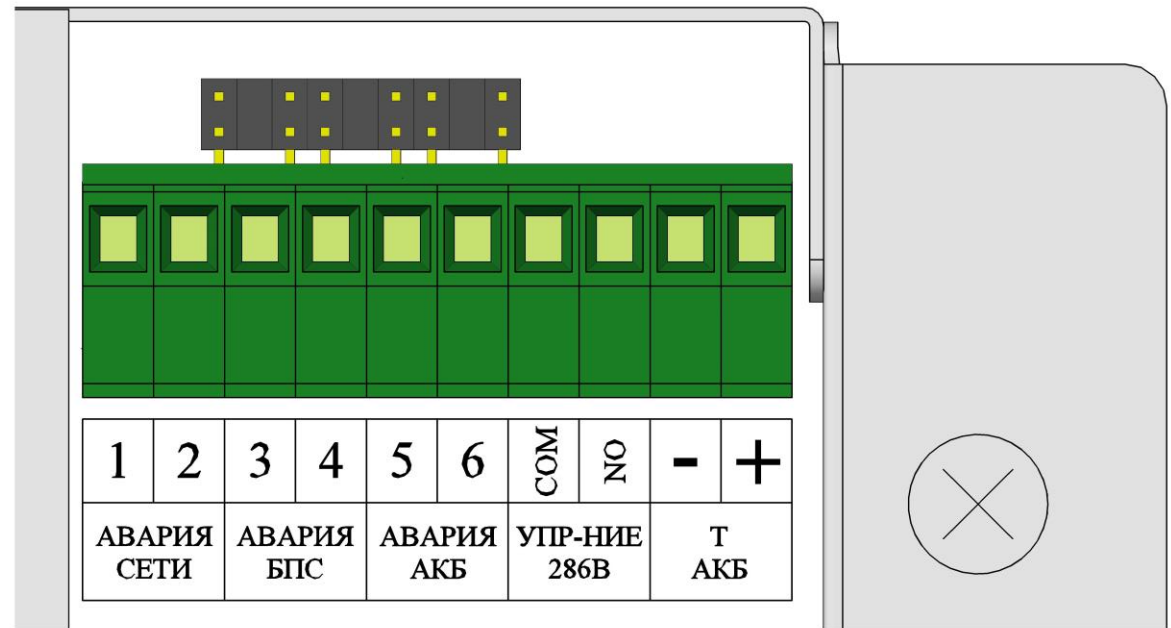 1 2 3 4 5 6 COM NO - +
АВАРИЯ АВАРИЯ АВАРИЯ УПР-НИЕ Т
СЕТИ БПС АКБ 286В АКБ